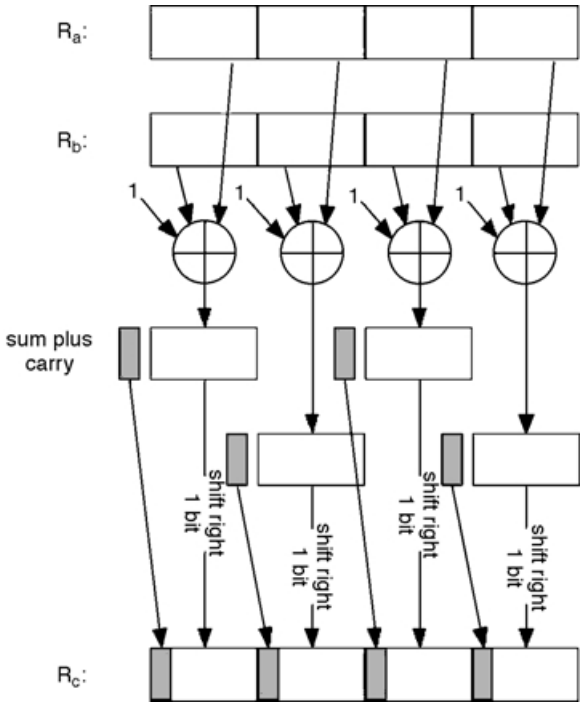 Ra:
Rb:
1
1
1
1
sum plus
carry
shift right
1 bit
shift right
1 bit
shift right
1 bit
shift right
1 bit
Rc: